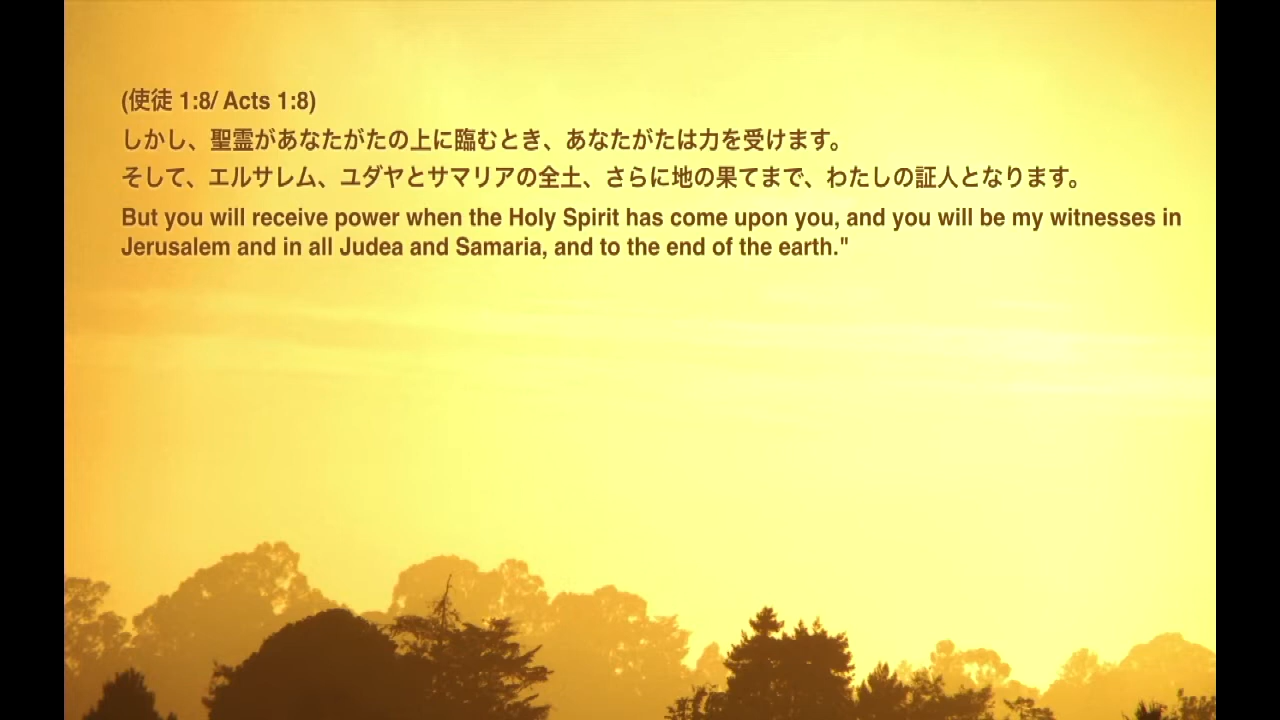 (使徒 1:8/ Acts 1:8)
しかし、聖霊があなたがたの上に臨むとき、あなたがたは力を受けます。
そして、エルサレム、ユダヤとサマリアの全土、さらに地の果てまで、わたしの証人となります。
But you will receive power when the Holy Spirit has come upon you, and you will be my witnesses in
Jerusalem and in all Judea and Samaria, and to the end of the earth."